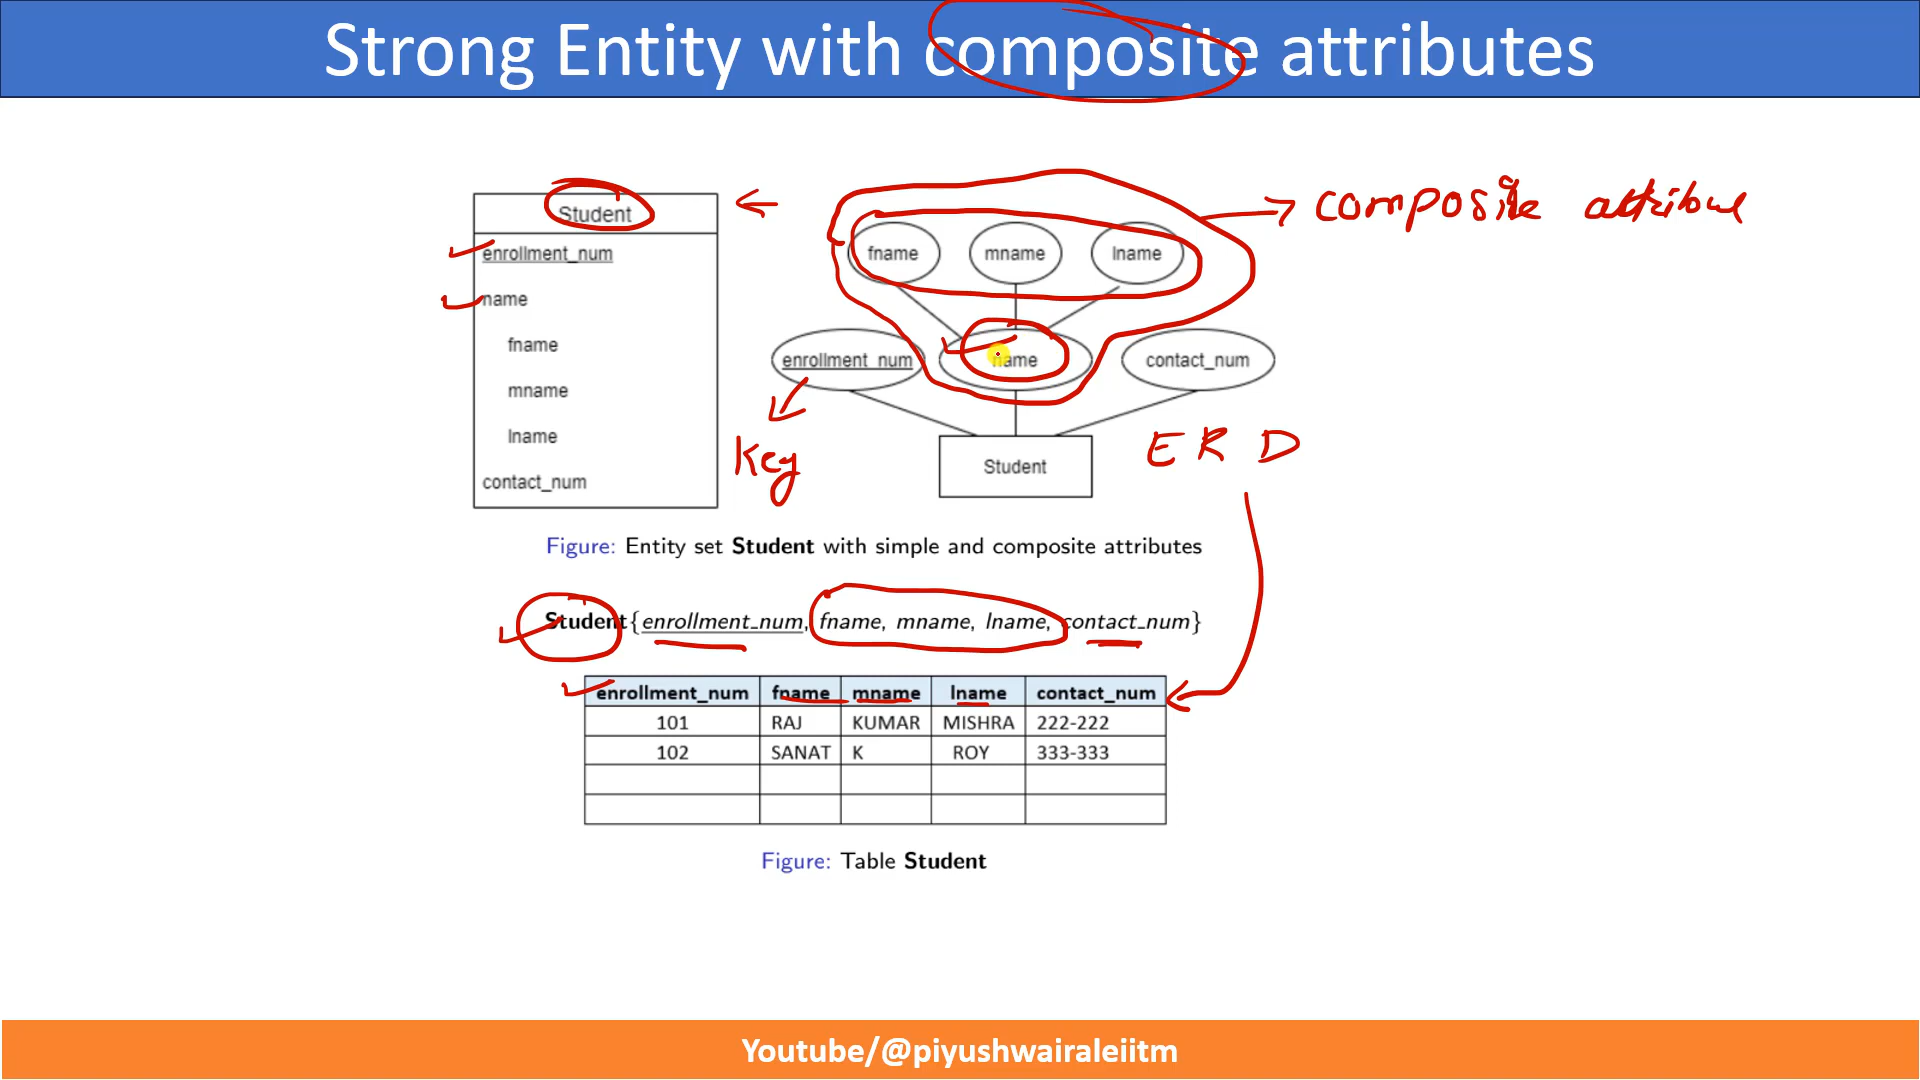 Strong Entity with composite attributes
Student
enrollment_num
name
fname
mname
lname
contact_num
fname mname lname
composite attribue
enrollment_num name contact_num
Key
E R D
Student
Figure: Entity set Student with simple and composite attributes
Student{enrollment_num, fname, mname, lname, contact_num}
enrollment_num fname mname lname contact_num
101 RAJ KUMAR MISHRA 222-222
102 SANAT K ROY 333-333
Figure: Table Student
Youtube/@piyushwairaleiitm